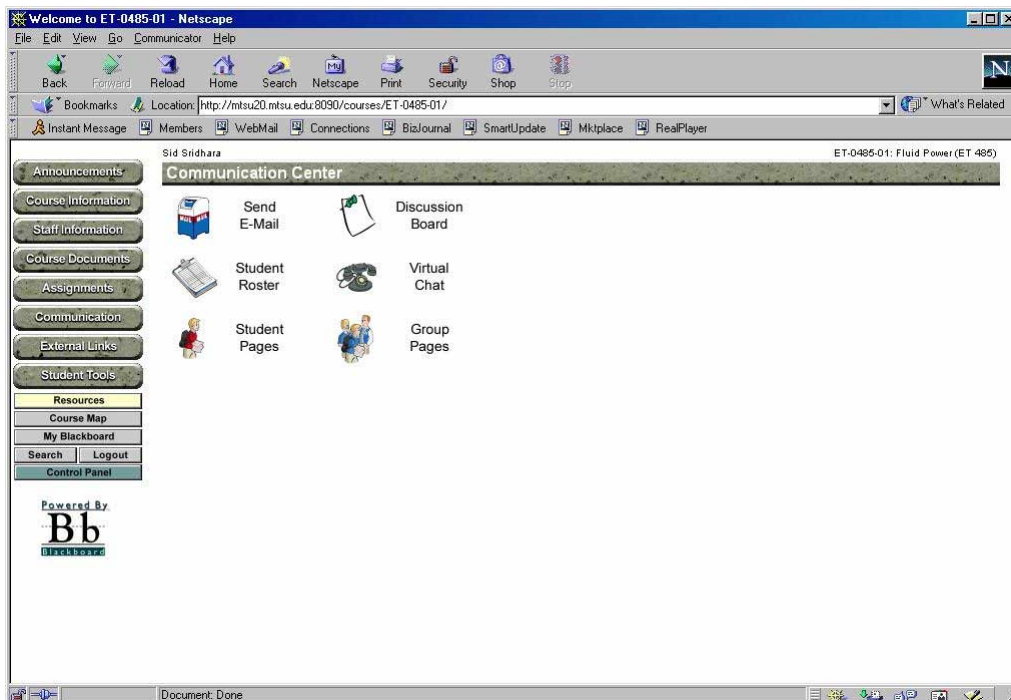 Welcome to ET-0485-01 - Netscape
File Edit View Go Communicator Help
Back Forward Reload Home Search Netscape Print Security Shop Stop
Bookmarks Location: http://mtsu20.mtsu.edu:8090/courses/ET-0485-01/ What's Related
Instant Message Members WebMail Connections BizJournal SmartUpdate Mktplace RealPlayer
Sid Sridhara ET-0485-01: Fluid Power (ET 485)
Announcements
Course Information
Staff Information
Course Documents
Assignments
Communication
External Links
Student Tools
Resources
Course Map
My Blackboard
Search Logout
Control Panel
Powered By
Bb
Blackboard
Communication Center
Send
E-Mail
Discussion
Board
Student
Roster
Virtual
Chat
Student
Pages
Group
Pages
Document: Done